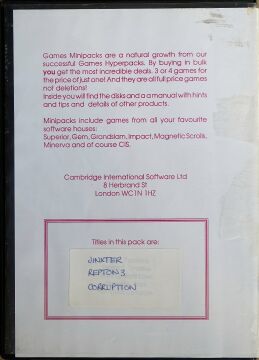 Games Minipacks are a natural growth from our
successful Games Hyperpacks. By buying in bulk
you get the most incredible deals. 3 or 4 games for
the price of just one! And they are all full price games
not deletions!
Inside you will find the disks and a a manual with hints
and tips and details of other products.
Minipacks include games from all your favourite
software houses:
Superior, Gem, Grandslam, Impact, Magnetic Scrolls,
Minerva and of course CIS.
Cambridge International Software Ltd
8 Herbrand St
London WC1N 1HZ
Titles in this pack are:
JINXTER
REPTON 3
CORRUPTION